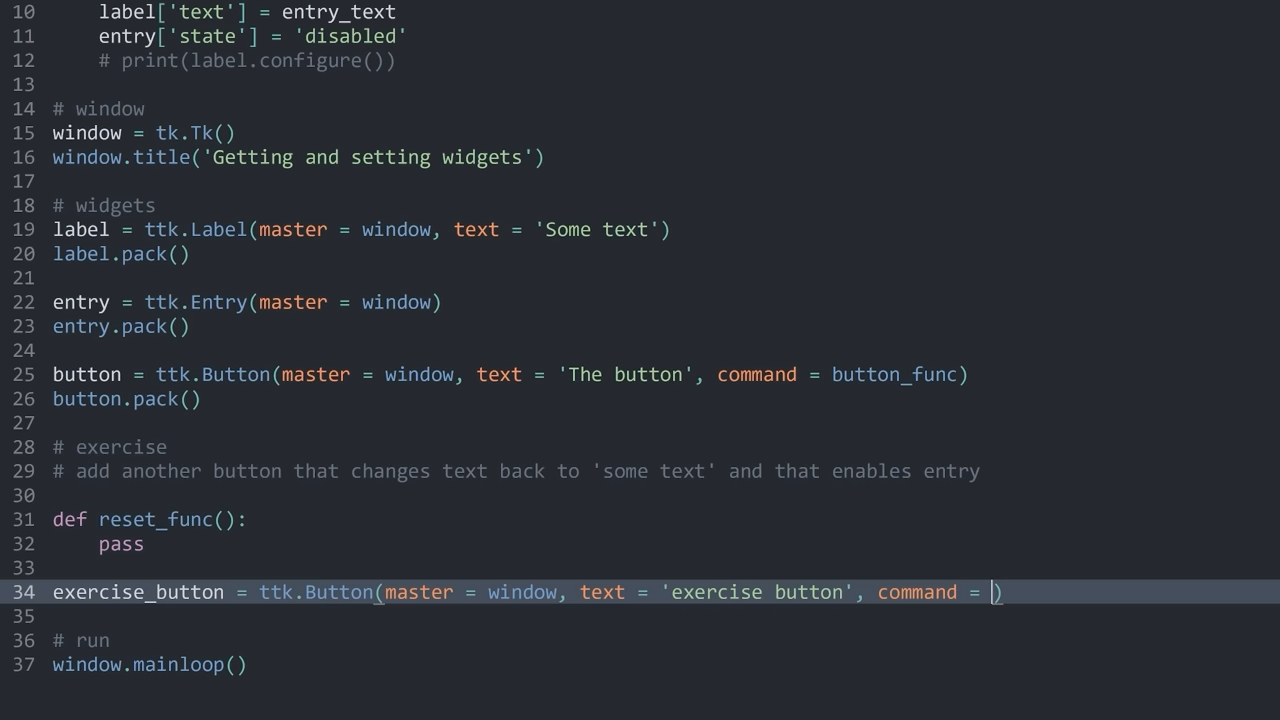 10 label['text'] = entry_text
11 entry['state'] = 'disabled'
12 # print(label.configure())
13
14 # window
15 window = tk.Tk()
16 window.title('Getting and setting widgets')
17
18 # widgets
19 label = ttk.Label(master = window, text = 'Some text')
20 label.pack()
21
22 entry = ttk.Entry(master = window)
23 entry.pack()
24
25 button = ttk.Button(master = window, text = 'The button', command = button_func)
26 button.pack()
27
28 # exercise
29 # add another button that changes text back to 'some text' and that enables entry
30
31 def reset_func():
32 pass
33
34 exercise_button = ttk.Button(master = window, text = 'exercise button', command = )
35
36 # run
37 window.mainloop()